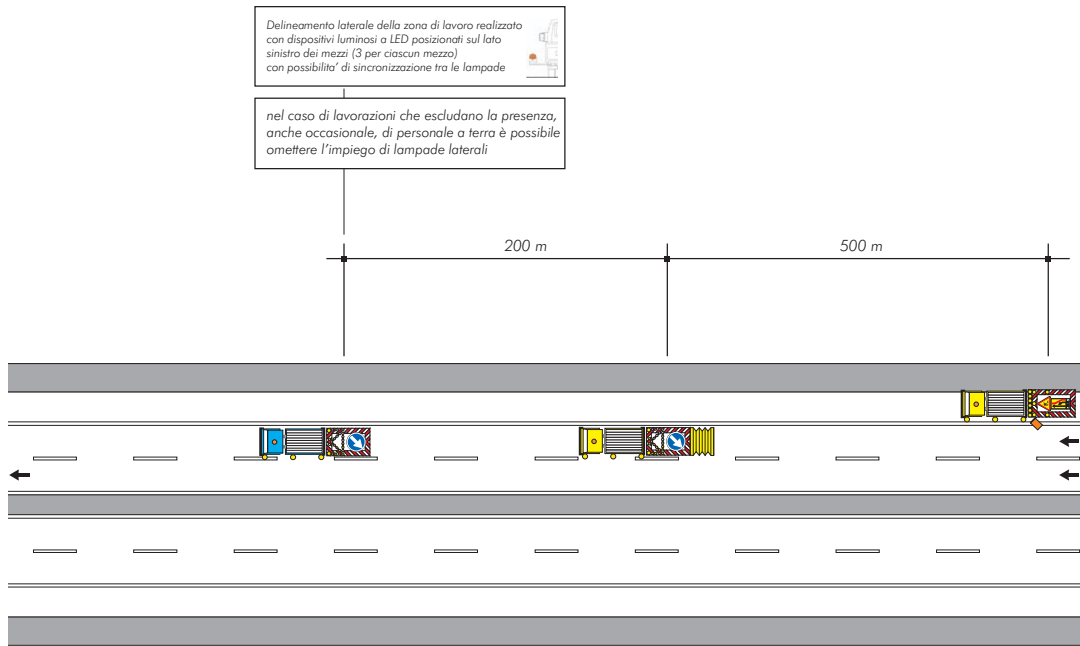 Delineamento laterale della zona di lavoro realizzato
con dispositivi luminosi a LED posizionati sul lato
sinistro dei mezzi (3 per ciascun mezzo)
con possibilita' di sincronizzazione tra le lampade
nel caso di lavorazioni che escludano la presenza,
anche occasionale, di personale a terra è possibile
omettere l'impiego di lampade laterali
200 m
500 m